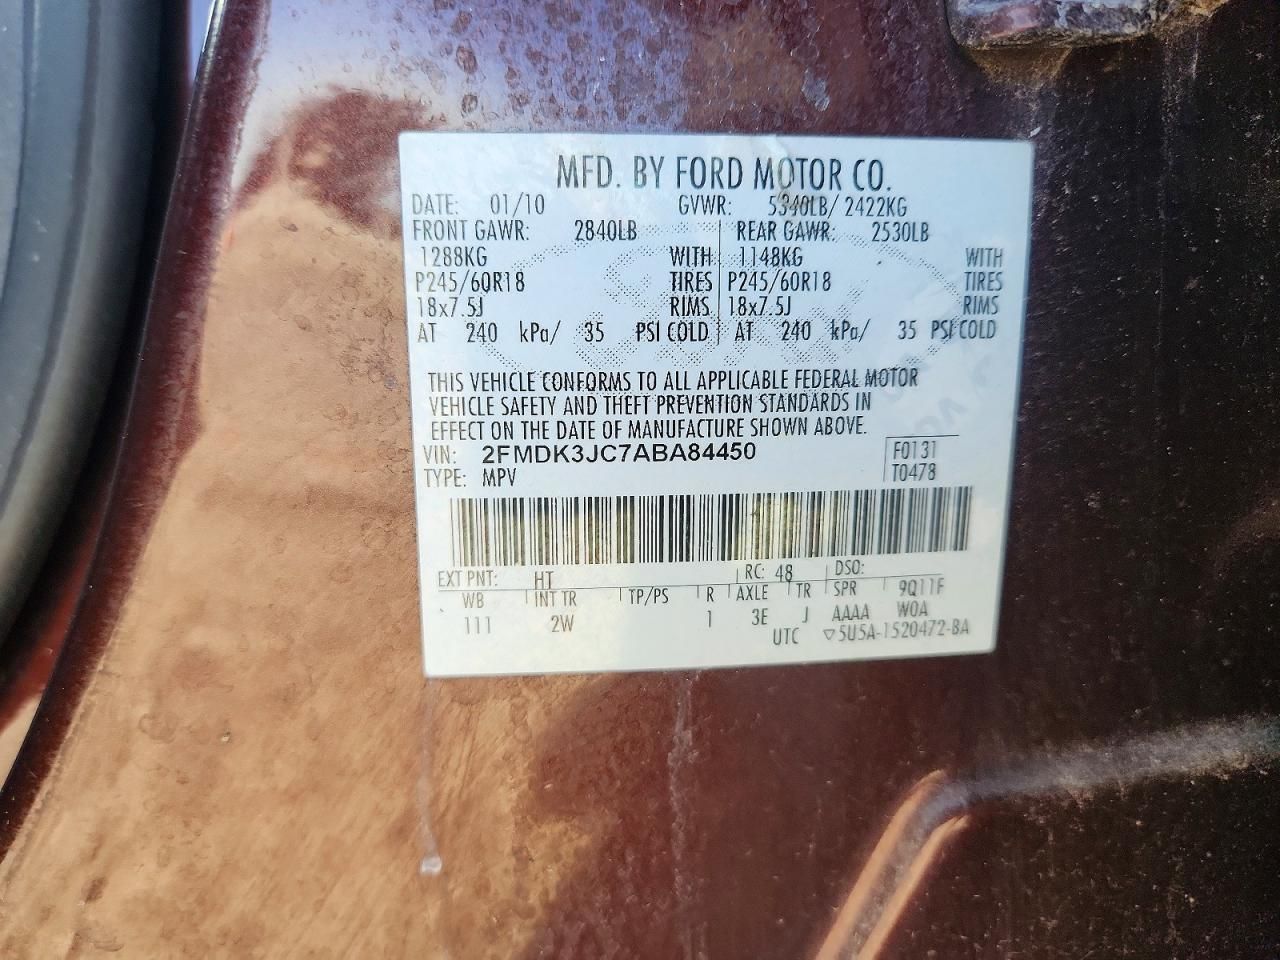 MFD. BY FORD MOTOR CO.
DATE: 01/10 GVWR: 5340LB/ 2422KG
FRONT GAWR: 2840LB REAR GAWR: 2530LB
1288KG WITH 1148KG WITH
P245/60R18 TIRES P245/60R18 TIRES
18x7.5J RIMS 18x7.5J RIMS
AT 240 kPa/ 35 PSI COLD AT 240 kPa/ 35 PSI COLD
THIS VEHICLE CONFORMS TO ALL APPLICABLE FEDERAL MOTOR
VEHICLE SAFETY AND THEFT PREVENTION STANDARDS IN
EFFECT ON THE DATE OF MANUFACTURE SHOWN ABOVE.
VIN: 2FMDK3JC7ABA84450 F0131
TYPE: MPV T0478
EXT PNT: HT RC: 48 DSO:
WB INT TR TP/PS R AXLE TR SPR 9Q11F
111 2W 1 3E J AAAA W0A
UTC ▽5U5A-1520472-BA